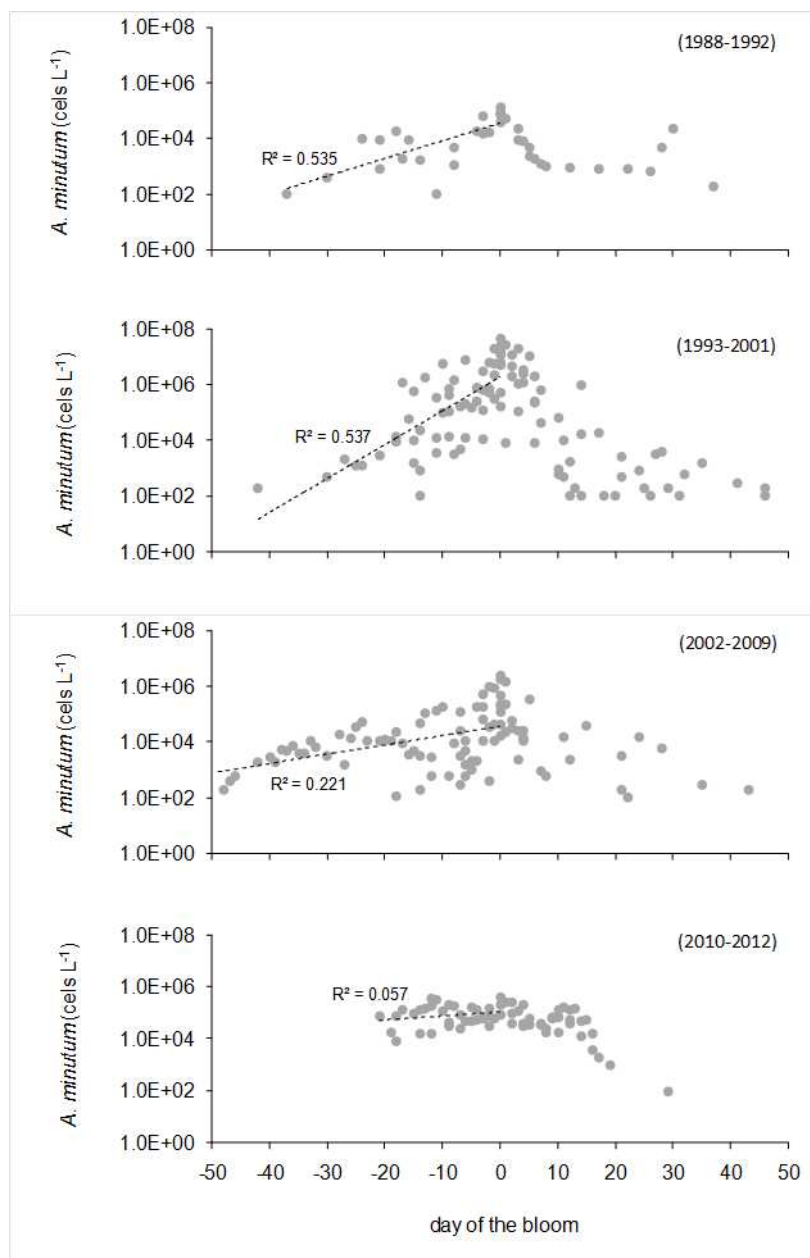 (1988-1992)
A. minutum (cels L-1)
1.0E+08
1.0E+06
1.0E+04
1.0E+02
1.0E+00
R² = 0.535
(1993-2001)
A. minutum (cels L-1)
1.0E+08
1.0E+06
1.0E+04
1.0E+02
1.0E+00
R² = 0.537
(2002-2009)
A. minutum (cels L-1)
1.0E+08
1.0E+06
1.0E+04
1.0E+02
1.0E+00
R² = 0.221
(2010-2012)
A. minutum (cels L-1)
1.0E+08
1.0E+06
1.0E+04
1.0E+02
1.0E+00
R² = 0.057
-50 -40 -30 -20 -10 0 10 20 30 40 50
day of the bloom